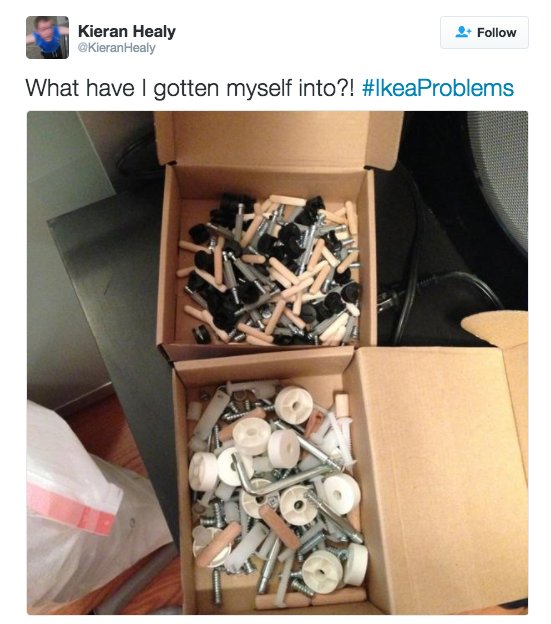 Kieran Healy
@KieranHealy
Follow
What have I gotten myself into?! #IkeaProblems